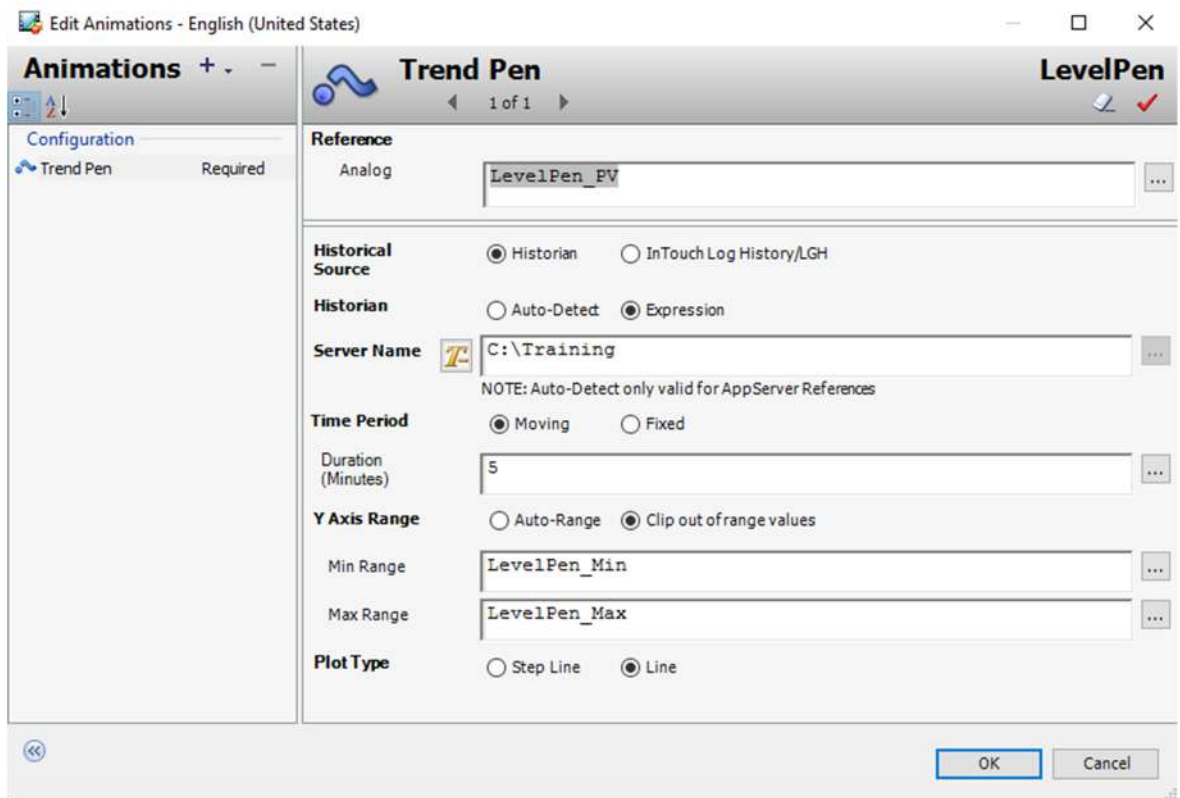 Edit Animations - English (United States)
Animations
Trend Pen
LevelPen
1 of 1
Configuration
Trend Pen Required
Reference
Analog LevelPen_PV ...
Historical Source Historian InTouch Log History/LGH
Historian Auto-Detect Expression
Server Name T C:\Training ...
NOTE: Auto-Detect only valid for AppServer References
Time Period Moving Fixed
Duration (Minutes) 5 ...
Y Axis Range Auto-Range Clip out of range values
Min Range LevelPen_Min ...
Max Range LevelPen_Max ...
Plot Type Step Line Line
OK Cancel